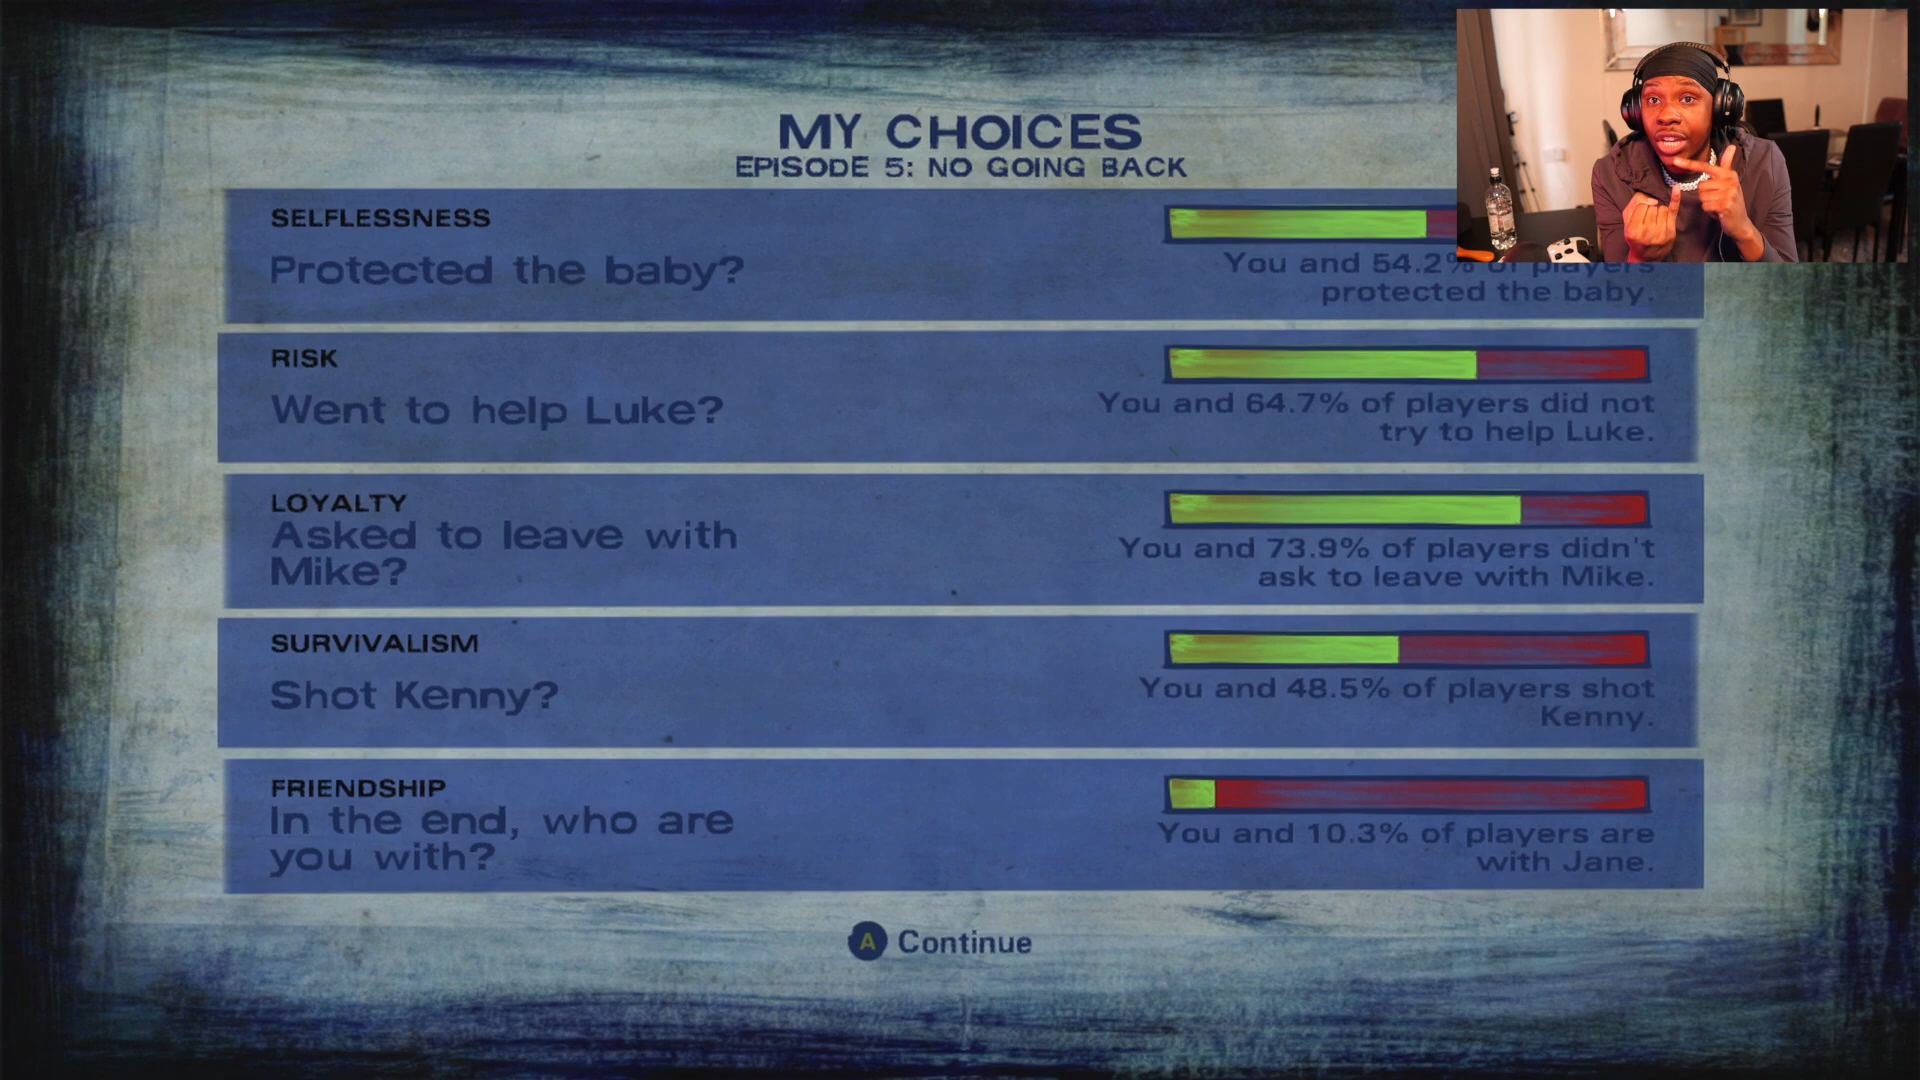 MY CHOICES
EPISODE 5: NO GOING BACK
SELFLESSNESS
Protected the baby?
You and 54.2% of players
protected the baby.
RISK
Went to help Luke?
You and 64.7% of players did not
try to help Luke.
LOYALTY
Asked to leave with
Mike?
You and 73.9% of players didn't
ask to leave with Mike.
SURVIVALISM
Shot Kenny?
You and 48.5% of players shot
Kenny.
FRIENDSHIP
In the end, who are
you with?
You and 10.3% of players are
with Jane.
A Continue